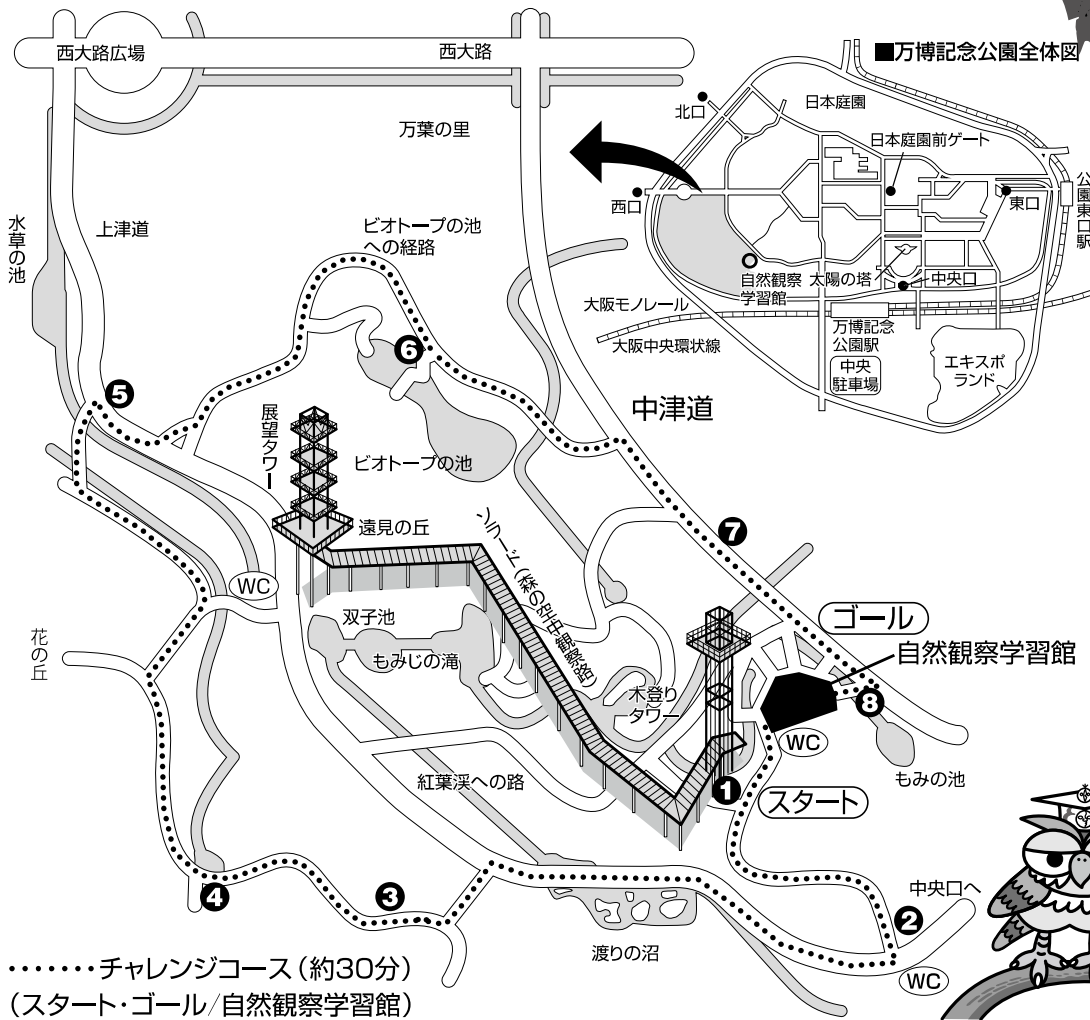 西大路広場
西大路
■万博記念公園全体図
日本庭園
北口
日本庭園前ゲート
西口
東口
公園東口駅
自然観察
学習館
太陽の塔
中央口
大阪モノレール
万博記念
公園駅
大阪中央環状線
中央
駐車場
エキスポ
ランド
万葉の里
水草の池
上津道
ビオトープの池
への経路
6
5
中津道
展望タワー
ビオトープの池
遠見の丘
ソラード(森の空中観察路)
7
WC
双子池
もみじの滝
花の丘
ゴール
自然観察学習館
木登り
タワー
8
WC
もみの池
1
スタート
紅葉渓への路
4
3
2
中央口へ
渡りの沼
WC
‥‥‥‥チャレンジコース(約30分)
(スタート・ゴール/自然観察学習館)